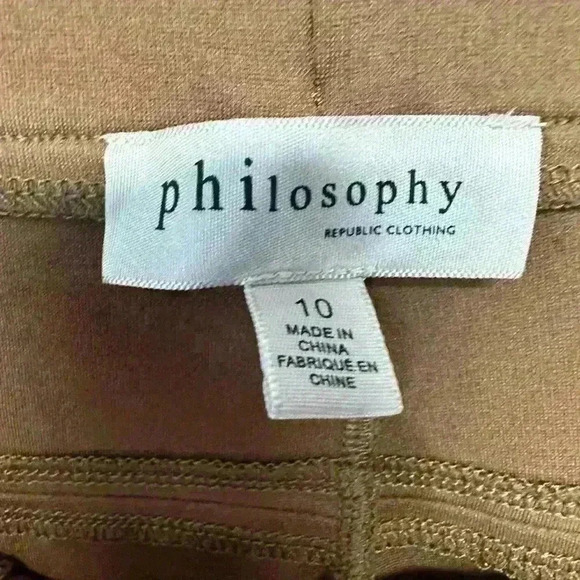 philosophy
REPUBLIC CLOTHING
10
MADE IN
CHINA
FABRIQUÉ EN
CHINE